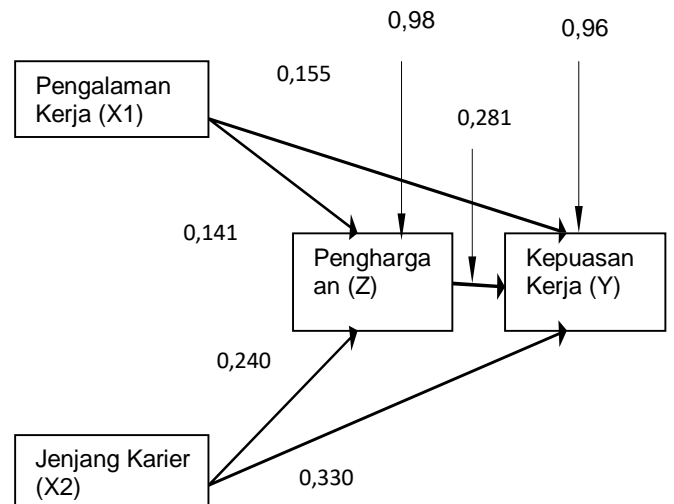 0,98
0,96
0,155
Pengalaman
Kerja (X1)
0,281
0,141
Pengharga
an (Z)
Kepuasan
Kerja (Y)
0,240
Jenjang Karier
(X2)
0,330